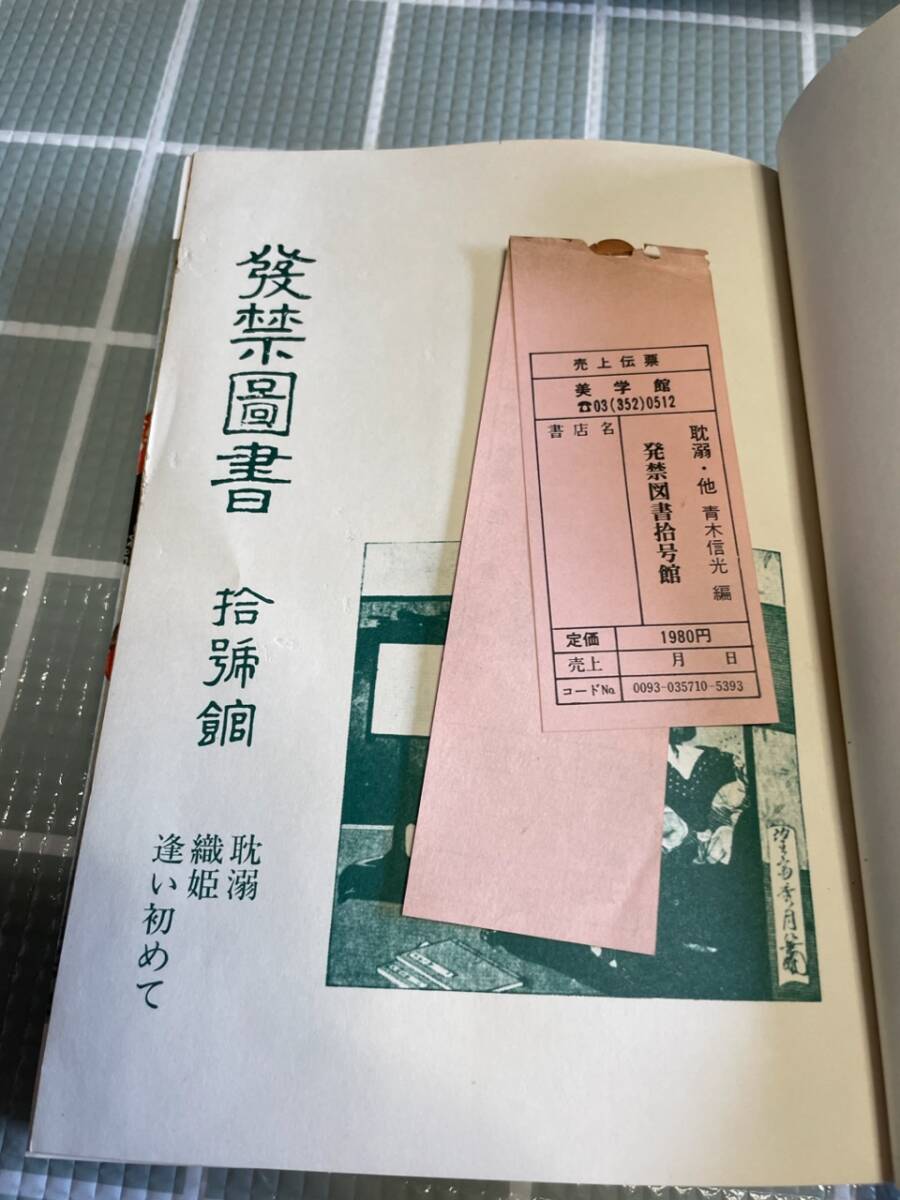 發禁圖書 拾號館
耽溺
織姫
逢い初めて
売上伝票
美学館
☎03(352)0512
耽溺・他 青木信光 編
発禁図書拾号館
書店名
定価 1980円
売上 月 日
コードNo. 0093-035710-5393